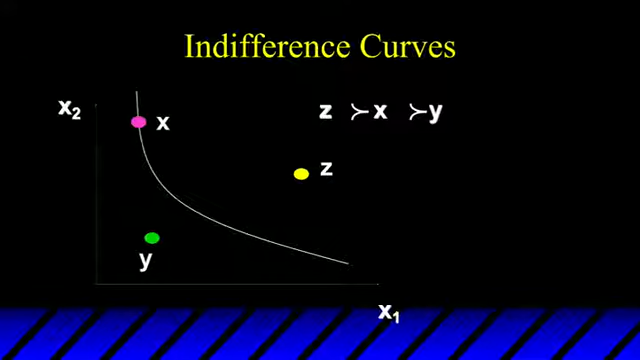 Indifference Curves
x₂
x
z ≻ x ≻ y
z
y
x₁